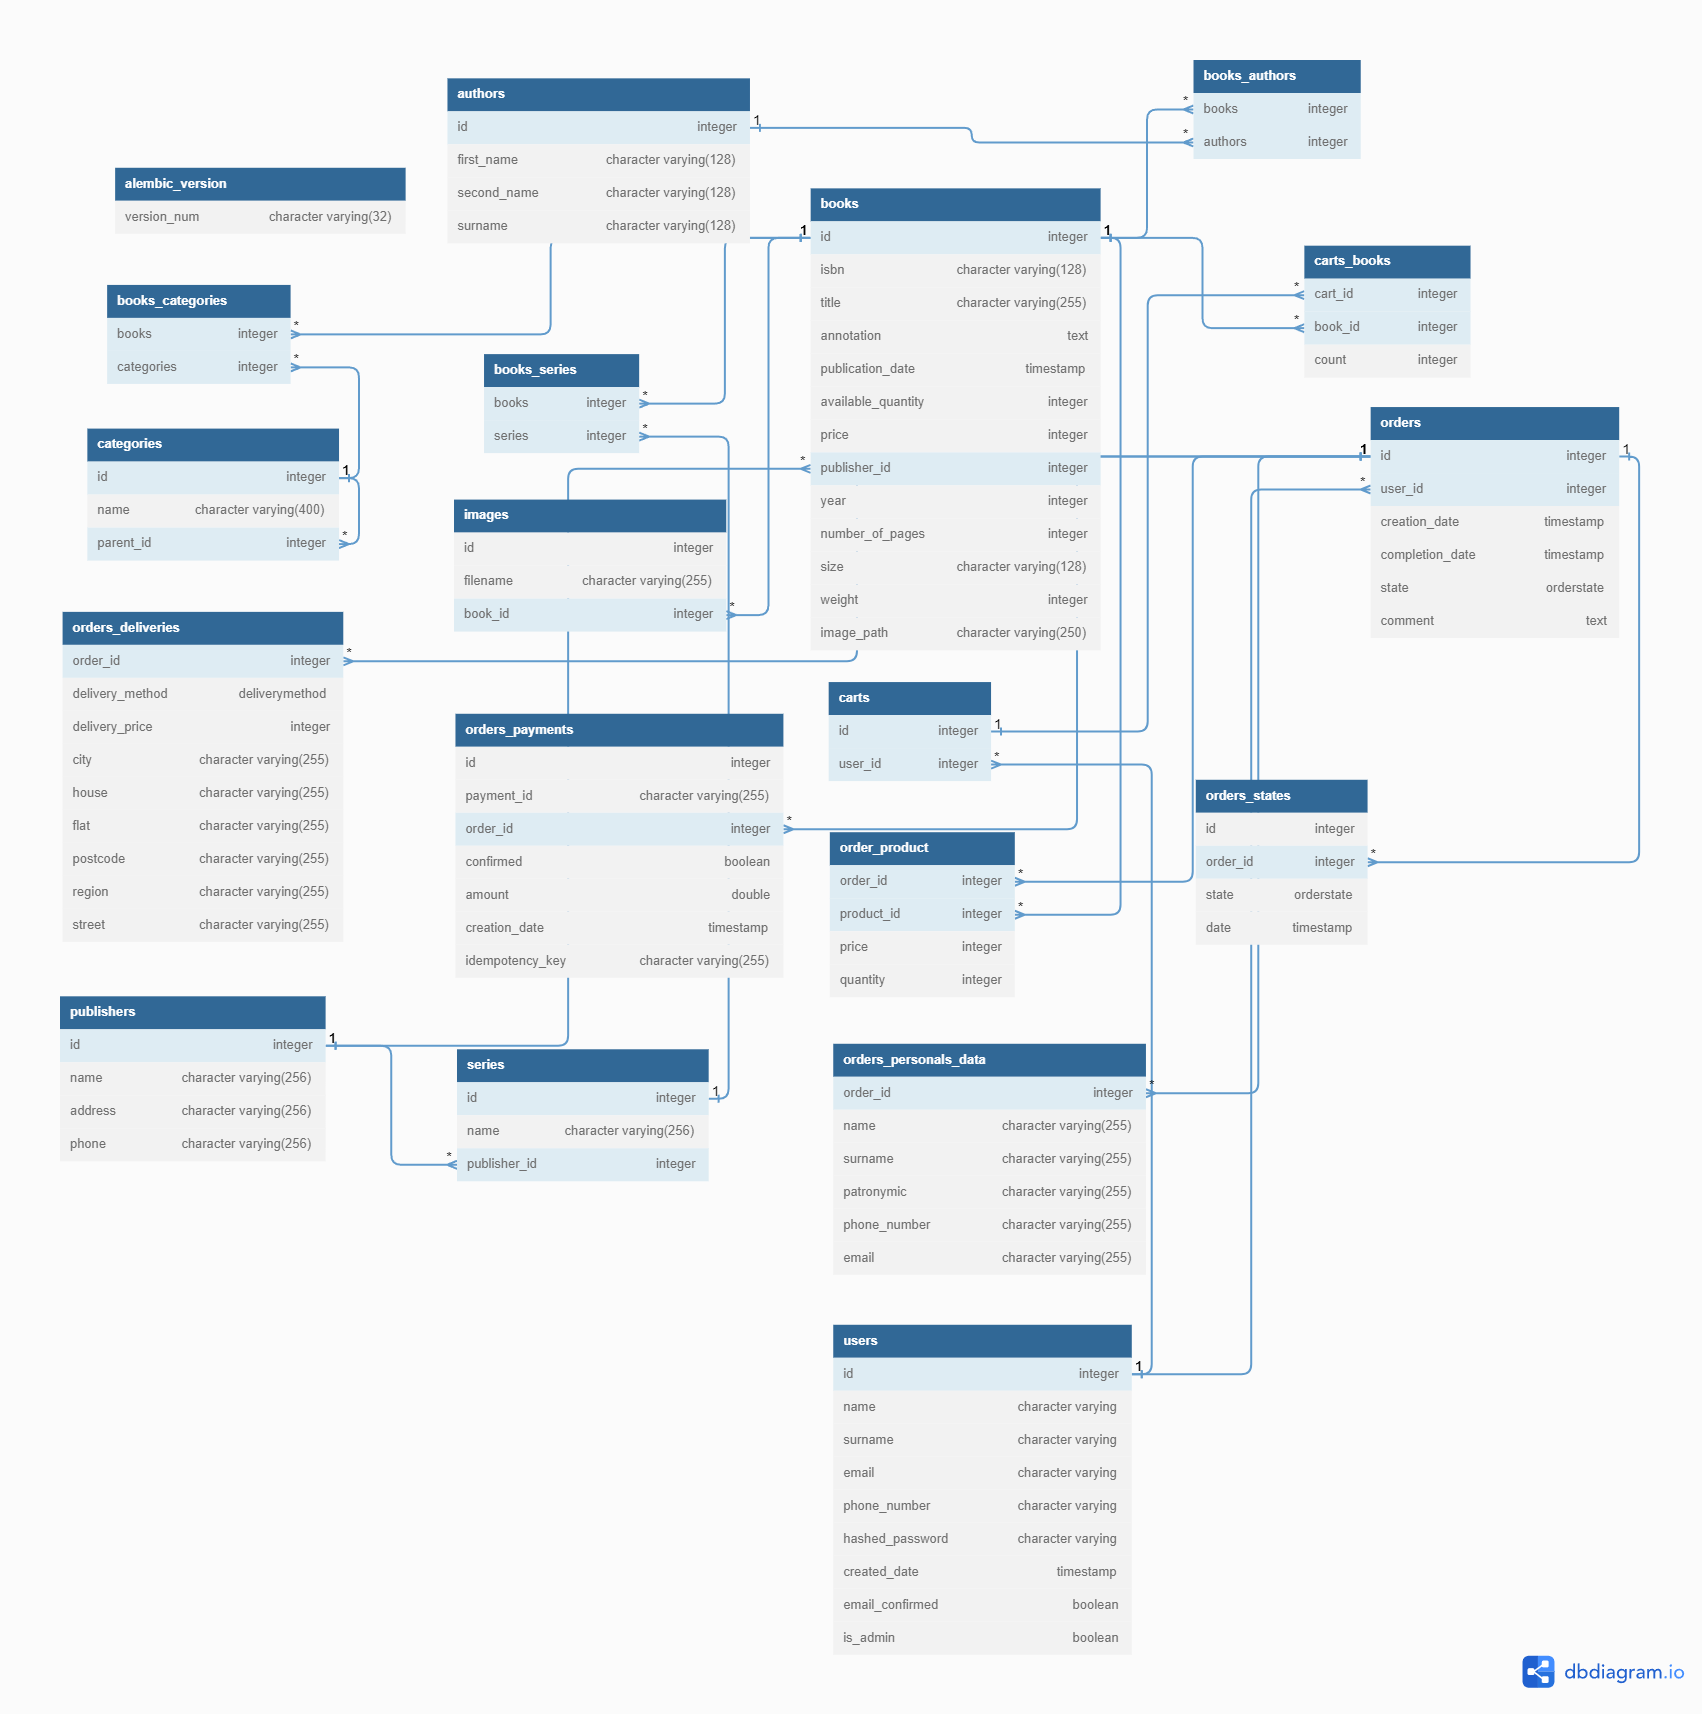 authors
id integer
first_name character varying(128)
second_name character varying(128)
surname character varying(128)
1
books_authors
* books integer
* authors integer
alembic_version
version_num character varying(32)
books
1 id integer 1
isbn character varying(128)
title character varying(255)
annotation text
publication_date timestamp
available_quantity integer
price integer
* publisher_id integer
year integer
number_of_pages integer
size character varying(128)
weight integer
image_path character varying(250)
carts_books
* cart_id integer
* book_id integer
count integer
books_categories
books integer *
categories integer *
books_series
books integer *
series integer *
categories
id integer 1
name character varying(400)
parent_id integer *
orders
1 id integer 1
* user_id integer
creation_date timestamp
completion_date timestamp
state orderstate
comment text
images
id integer
filename character varying(255)
book_id integer *
orders_deliveries
order_id integer *
delivery_method deliverymethod
delivery_price integer
city character varying(255)
house character varying(255)
flat character varying(255)
postcode character varying(255)
region character varying(255)
street character varying(255)
carts
id integer 1
user_id integer *
orders_payments
id integer
payment_id character varying(255)
order_id integer *
confirmed boolean
amount double
creation_date timestamp
idempotency_key character varying(255)
orders_states
id integer
order_id integer *
state orderstate
date timestamp
order_product
order_id integer *
product_id integer *
price integer
quantity integer
publishers
id integer 1
name character varying(256)
address character varying(256)
phone character varying(256)
series
id integer 1
name character varying(256)
* publisher_id integer
orders_personals_data
order_id integer *
name character varying(255)
surname character varying(255)
patronymic character varying(255)
phone_number character varying(255)
email character varying(255)
users
id integer 1
name character varying
surname character varying
email character varying
phone_number character varying
hashed_password character varying
created_date timestamp
email_confirmed boolean
is_admin boolean
dbdiagram.io